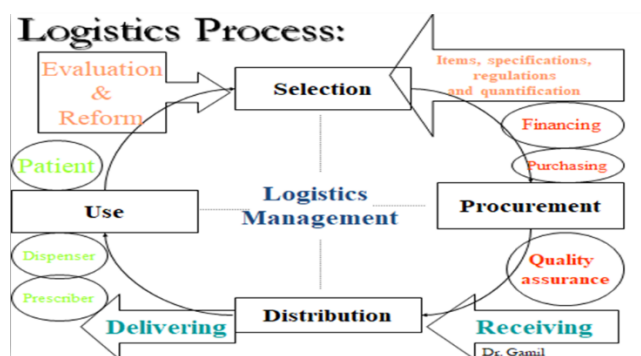 Logistics Process:
Evaluation
&
Reform
Selection
Items, specifications,
regulations
and quantification
Financing
Purchasing
Patient
Use
Logistics
Management
Procurement
Dispenser
Prescriber
Quality
assurance
Delivering
Distribution
Receiving
Dr. Gamil